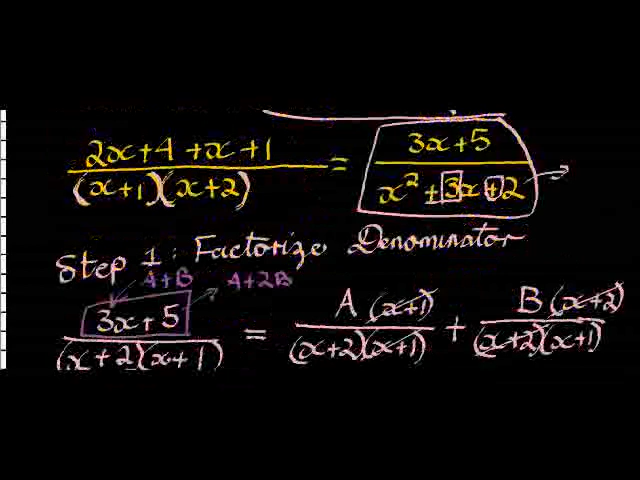 2x+4+x+1 = 3x+5
(x+1)(x+2) x²+3x+2
Step 1: Factorize Denominator
A+B A+2B
3x+5 = A(x+1) + B(x+2)
(x+2)(x+1) (x+2)(x+1) (x+2)(x+1)